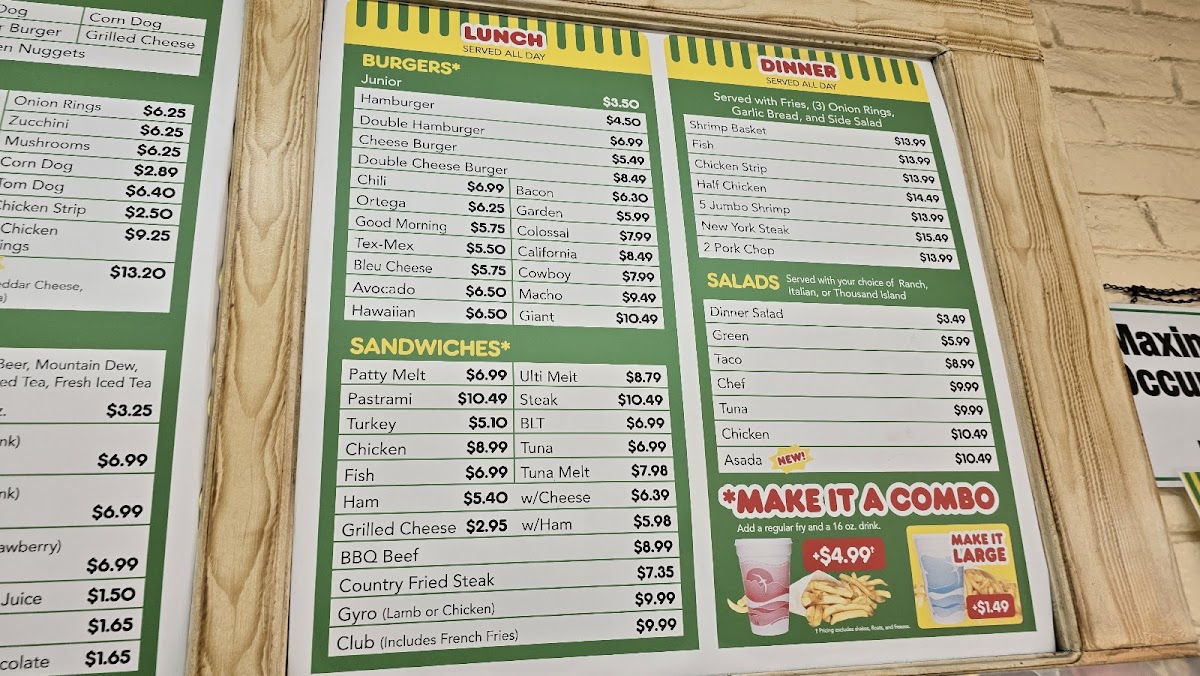 Corn Dog
Burger Grilled Cheese
Nuggets
Onion Rings $6.25
Zucchini $6.25
Mushrooms $6.25
Corn Dog $2.89
Tom Dog $6.40
Chicken Strip $2.50
Chicken $9.25
$13.20
Cheddar Cheese,
Beer, Mountain Dew,
Tea, Fresh Iced Tea
$3.25
$6.99
$6.99
$6.99
Juice $1.50
$1.65
$1.65
LUNCH
SERVED ALL DAY
BURGERS*
Junior $3.50
Hamburger $4.50
Double Hamburger $6.99
Cheese Burger $5.49
Double Cheese Burger $8.49
Chili $6.99 Bacon $6.30
Ortega $6.25 Garden $5.99
Good Morning $5.75 Colossal $7.99
Tex-Mex $5.50 California $8.49
Bleu Cheese $5.75 Cowboy $7.99
Avocado $6.50 Macho $9.49
Hawaiian $6.50 Giant $10.49
SANDWICHES*
Patty Melt $6.99 Ulti Melt $8.79
Pastrami $10.49 Steak $10.49
Turkey $5.10 BLT $6.99
Chicken $8.99 Tuna $6.99
Fish $6.99 Tuna Melt $7.98
Ham $5.40 w/Cheese $6.39
Grilled Cheese $2.95 w/Ham $5.98
BBQ Beef $8.99
Country Fried Steak $7.35
Gyro (Lamb or Chicken) $9.99
Club (Includes French Fries) $9.99
DINNER
SERVED ALL DAY
Served with Fries, (3) Onion Rings,
Garlic Bread, and Side Salad
Shrimp Basket $13.99
Fish $13.99
Chicken Strip $13.99
Half Chicken $14.49
5 Jumbo Shrimp $13.99
New York Steak $15.49
2 Pork Chop $13.99
SALADS Served with your choice of Ranch,
Italian, or Thousand Island
Dinner Salad $3.49
Green $5.99
Taco $8.99
Chef $9.99
Tuna $9.99
Chicken $10.49
Asada NEW! $10.49
*MAKE IT A COMBO
Add a regular fry and a 16 oz. drink.
+$4.99†
MAKE IT
LARGE
+$1.49
† Pricing excludes shakes, floats, and freezes.